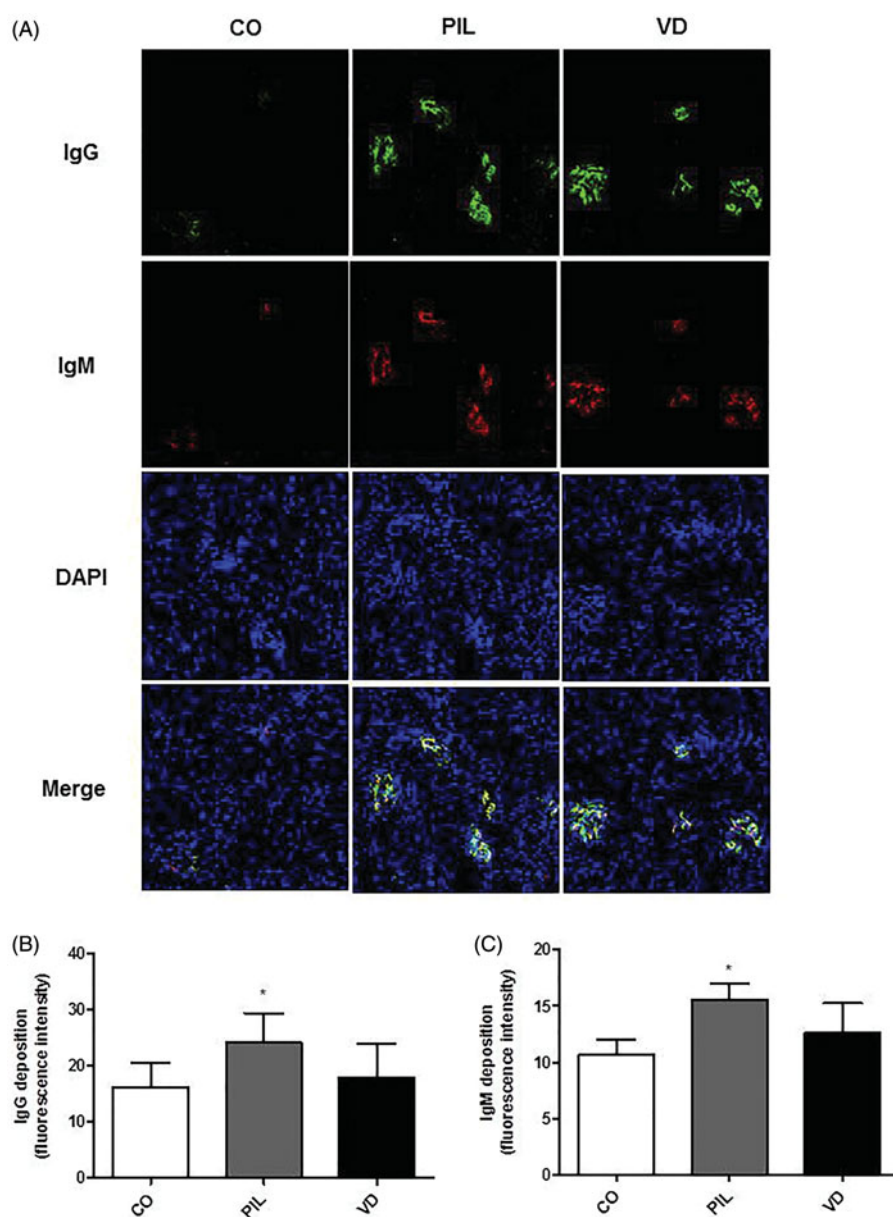 (A)
CO PIL VD
IgG
IgM
DAPI
Merge
(B)
IgG deposition
(fluorescence intensity)
40
30
20
10
0
*
CO PIL VD
(C)
IgM deposition
(fluorescence intensity)
20
15
10
5
0
*
CO PIL VD